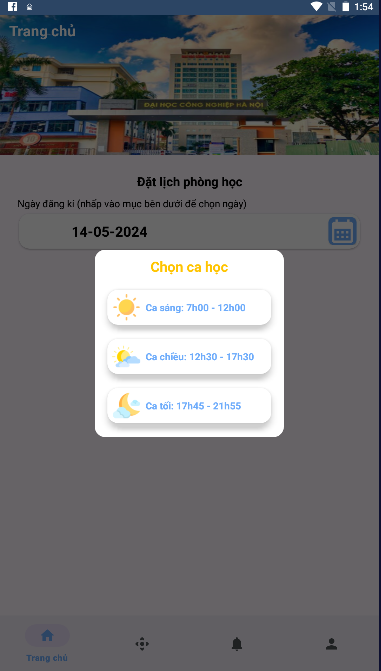 1:54
Trang chủ
ĐẠI HỌC CÔNG NGHIỆP HÀ NỘI
Đặt lịch phòng học
Ngày đăng kí (nhấp vào mục bên dưới để chọn ngày)
14-05-2024
Chọn ca học
Ca sáng: 7h00 - 12h00
Ca chiều: 12h30 - 17h30
Ca tối: 17h45 - 21h55
Trang chủ